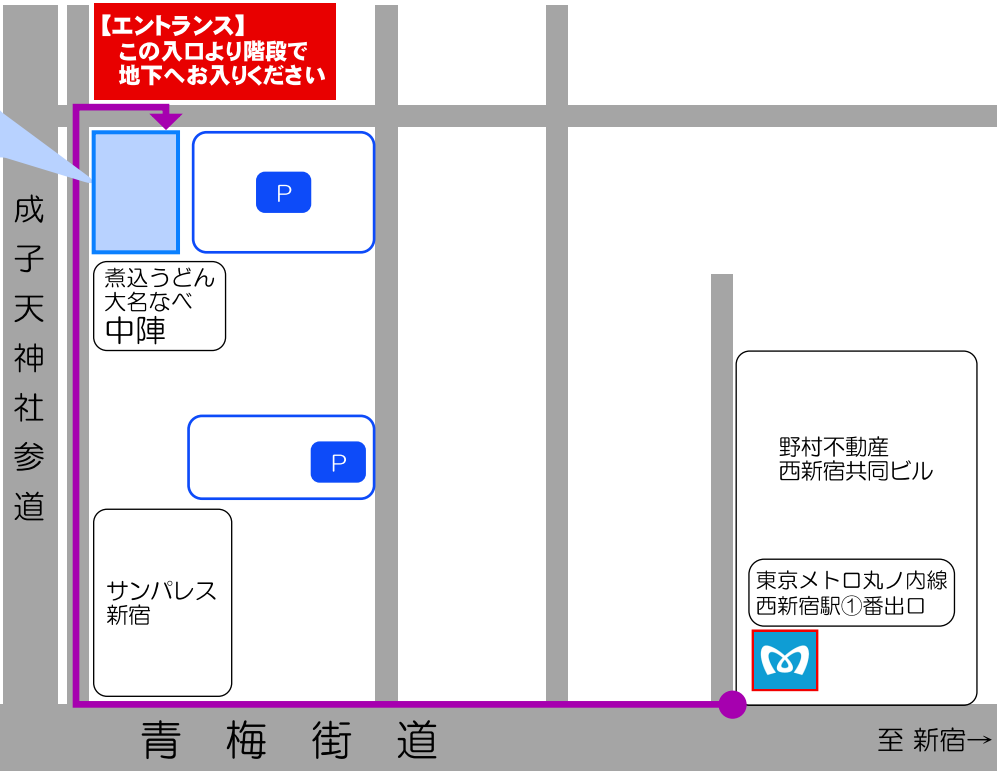 【エントランス】
この入口より階段で
地下へお入りください
P
成子天神社参道
煮込うどん
大名なべ
中陣
P
野村不動産
西新宿共同ビル
サンパレス
新宿
東京メトロ丸ノ内線
西新宿駅①番出口
青梅街道
至 新宿→